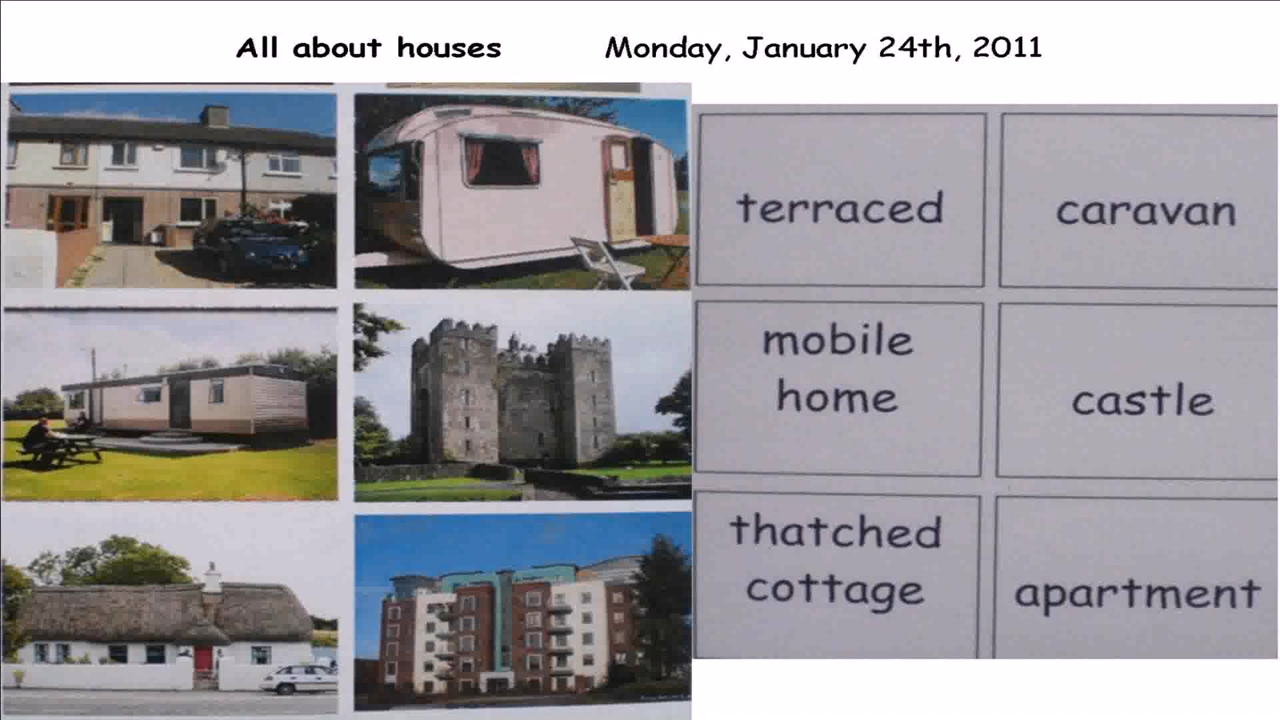 All about houses
Monday, January 24th, 2011
terraced
caravan
mobile
home
castle
thatched
cottage
apartment